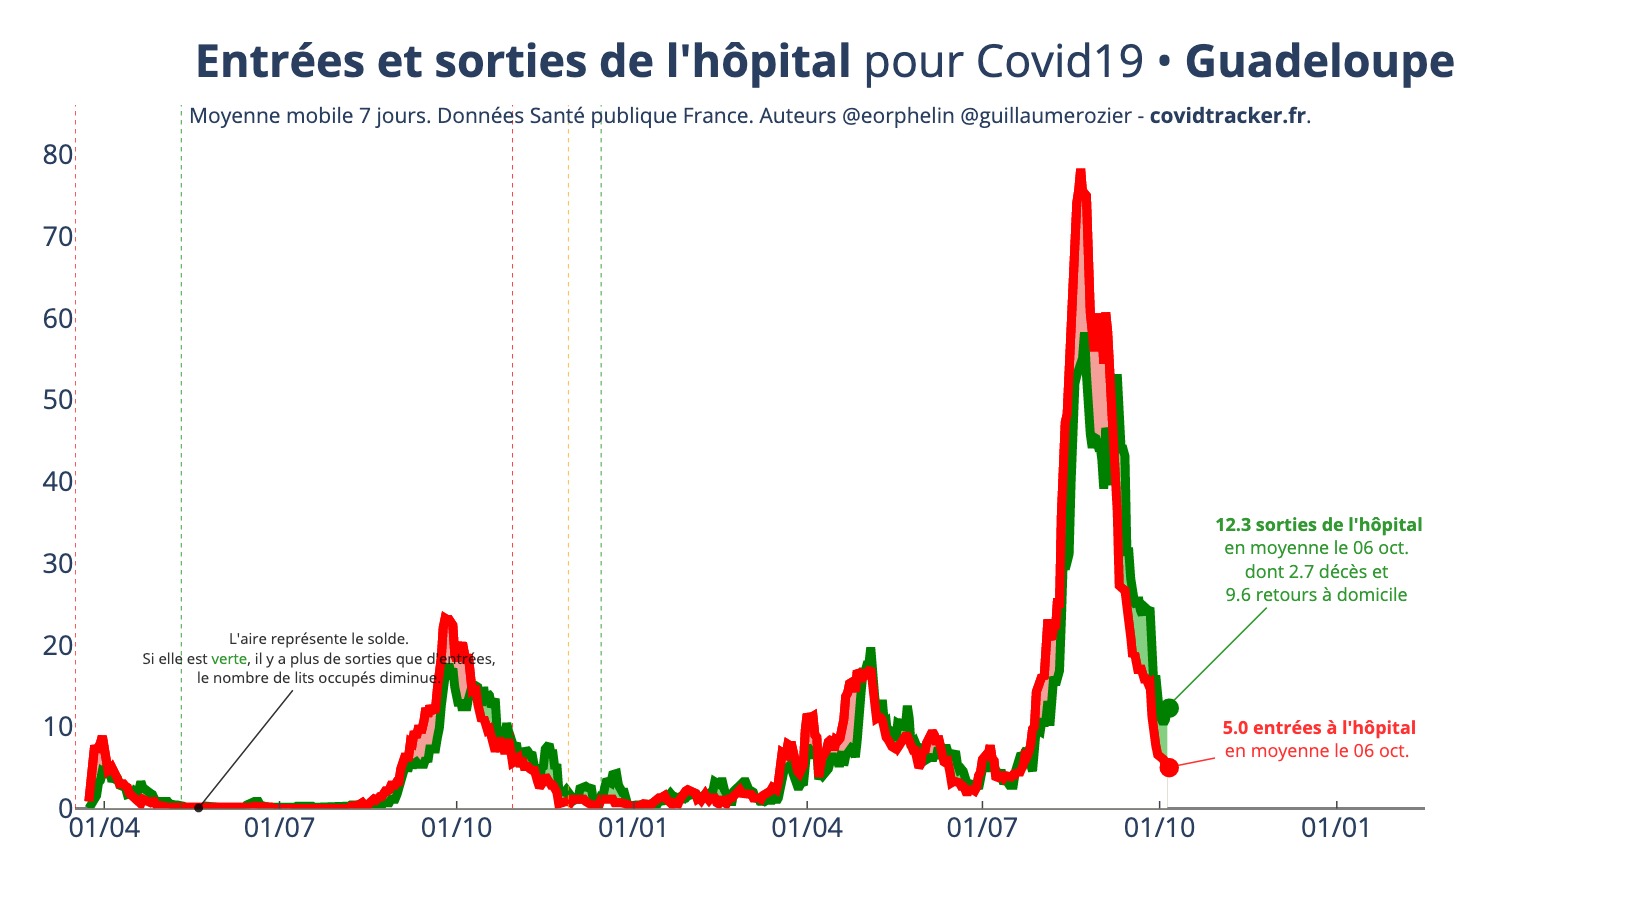 Entrées et sorties de l'hôpital pour Covid19 • Guadeloupe
Moyenne mobile 7 jours. Données Santé publique France. Auteurs @eorphelin @guillaumerozier - covidtracker.fr.
80
70
60
50
40
30
20
10
0
L'aire représente le solde.
Si elle est verte, il y a plus de sorties que d'entrées,
le nombre de lits occupés diminue.
12.3 sorties de l'hôpital
en moyenne le 06 oct.
dont 2.7 décès et
9.6 retours à domicile
5.0 entrées à l'hôpital
en moyenne le 06 oct.
01/04 01/07 01/10 01/01 01/04 01/07 01/10 01/01